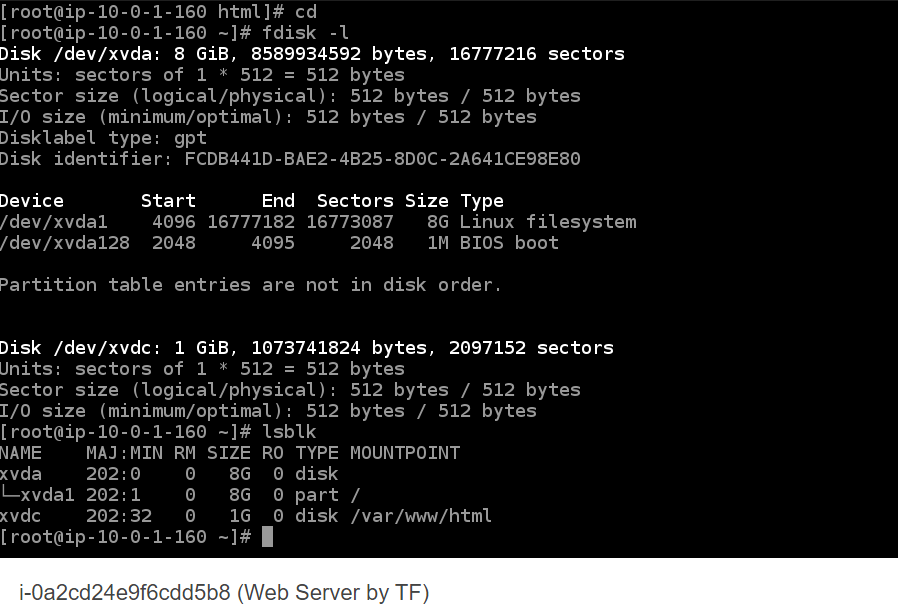 [root@ip-10-0-1-160 html]# cd
[root@ip-10-0-1-160 ~]# fdisk -l
Disk /dev/xvda: 8 GiB, 8589934592 bytes, 16777216 sectors
Units: sectors of 1 * 512 = 512 bytes
Sector size (logical/physical): 512 bytes / 512 bytes
I/O size (minimum/optimal): 512 bytes / 512 bytes
Disklabel type: gpt
Disk identifier: FCDB441D-BAE2-4B25-8D0C-2A641CE98E80
Device       Start      End  Sectors Size Type
/dev/xvda1    4096 16777182 16773087   8G Linux filesystem
/dev/xvda128  2048     4095     2048   1M BIOS boot
Partition table entries are not in disk order.
Disk /dev/xvdc: 1 GiB, 1073741824 bytes, 2097152 sectors
Units: sectors of 1 * 512 = 512 bytes
Sector size (logical/physical): 512 bytes / 512 bytes
I/O size (minimum/optimal): 512 bytes / 512 bytes
[root@ip-10-0-1-160 ~]# lsblk
NAME    MAJ:MIN RM SIZE RO TYPE MOUNTPOINT
xvda    202:0    0   8G  0 disk
└─xvda1 202:1    0   8G  0 part /
xvdc    202:32   0   1G  0 disk /var/www/html
[root@ip-10-0-1-160 ~]#
i-0a2cd24e9f6cdd5b8 (Web Server by TF)